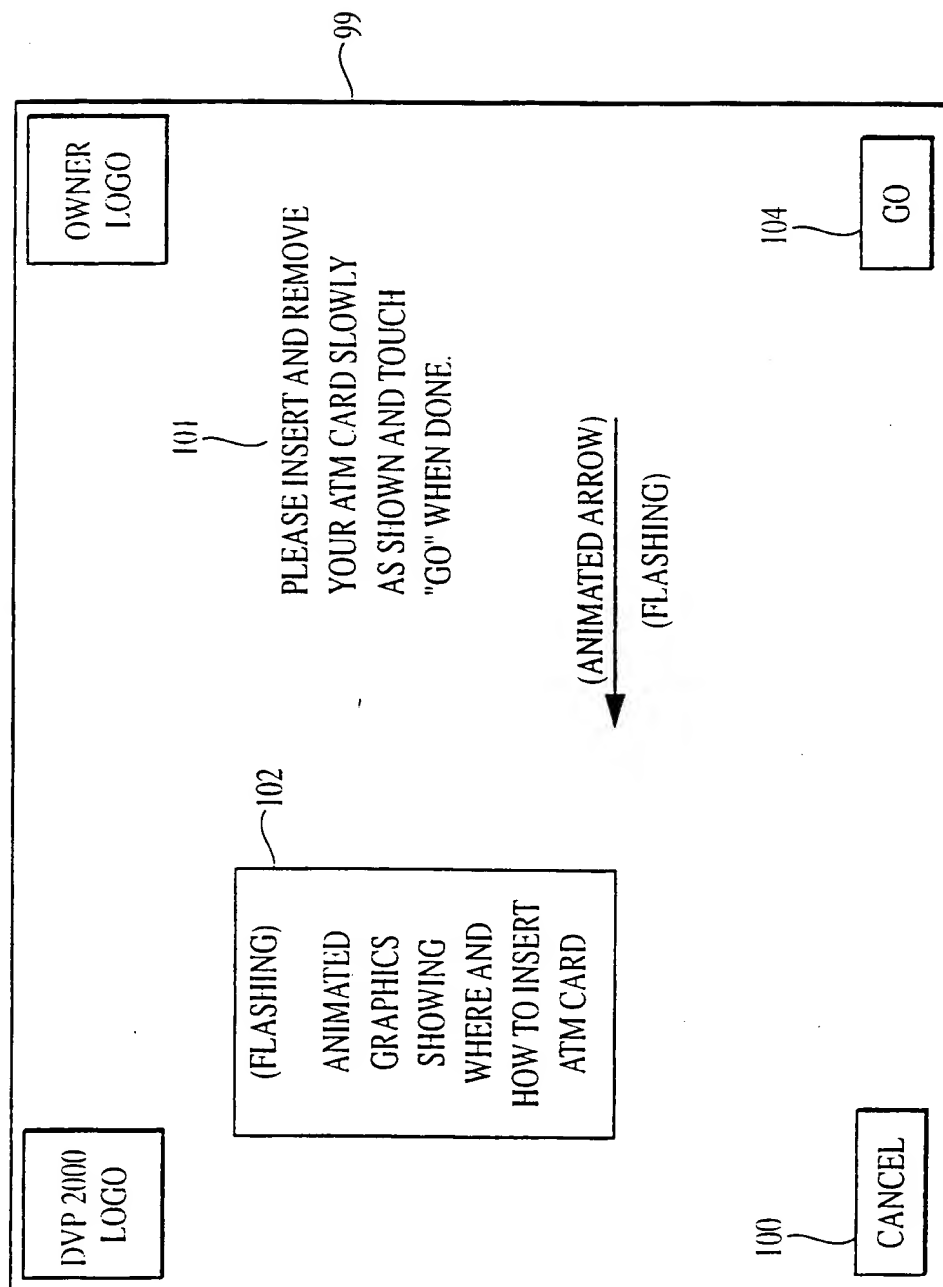 DVP 2000
LOGO
OWNER
LOGO
99
101
PLEASE INSERT AND REMOVE
YOUR ATM CARD SLOWLY
AS SHOWN AND TOUCH
"GO" WHEN DONE.
102
(FLASHING)
ANIMATED
GRAPHICS
SHOWING
WHERE AND
HOW TO INSERT
ATM CARD
(ANIMATED ARROW)
(FLASHING)
100
CANCEL
104
GO